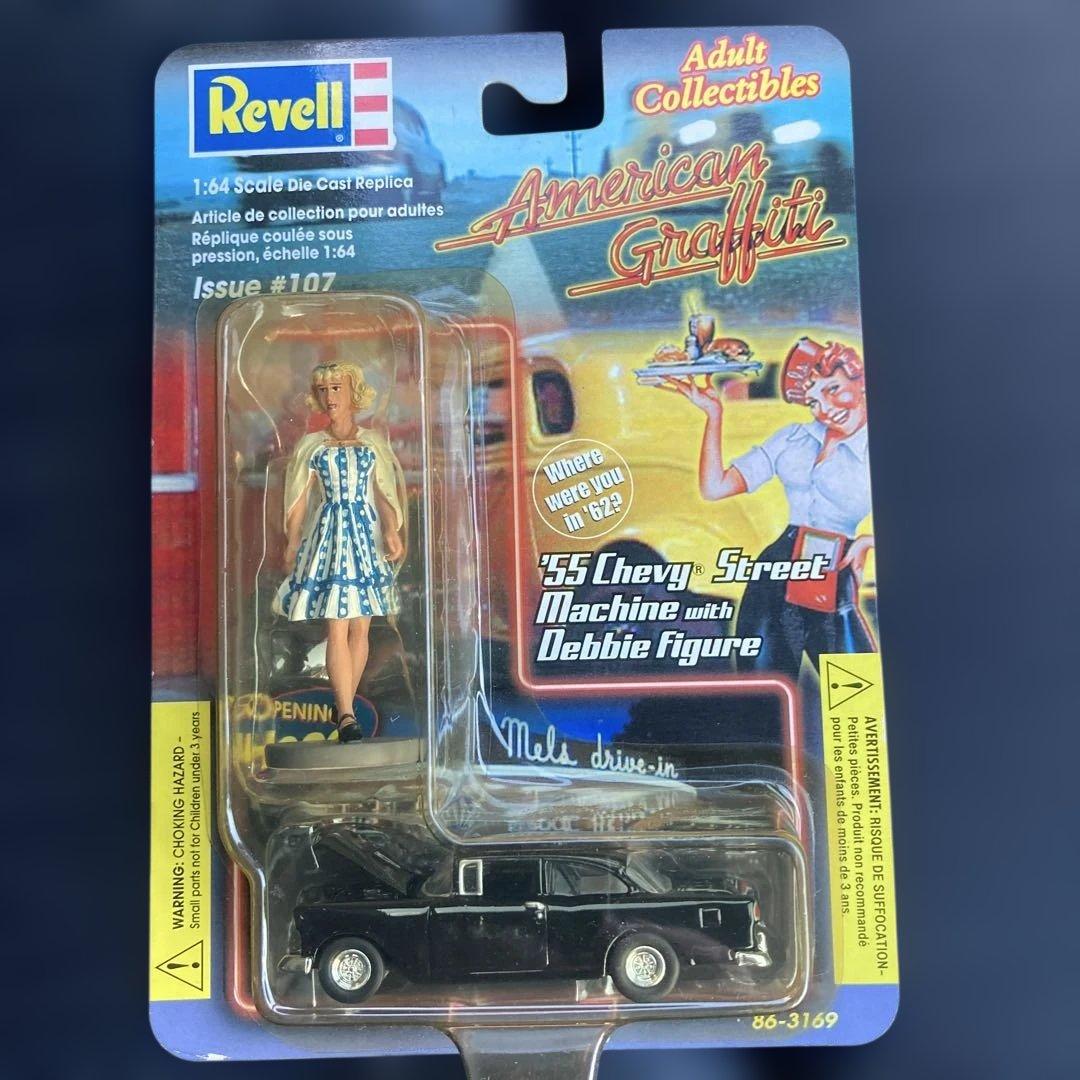 Revell®
1:64 Scale Die Cast Replica
Article de collection pour adultes
Réplique coulée sous
pression, échelle 1:64
Issue #107
Adult
Collectibles
American
Graffiti
Where
were you
in '62?
'55 Chevy® Street
Machine with
Debbie Figure
OPENING
Mels drive-in
WARNING: CHOKING HAZARD -
Small parts not for Children under 3 years
AVERTISSEMENT: RISQUE DE SUFFOCATION-
Petites pièces. Produit non recommandé
pour les enfants de moins de 3 ans.
86-3169